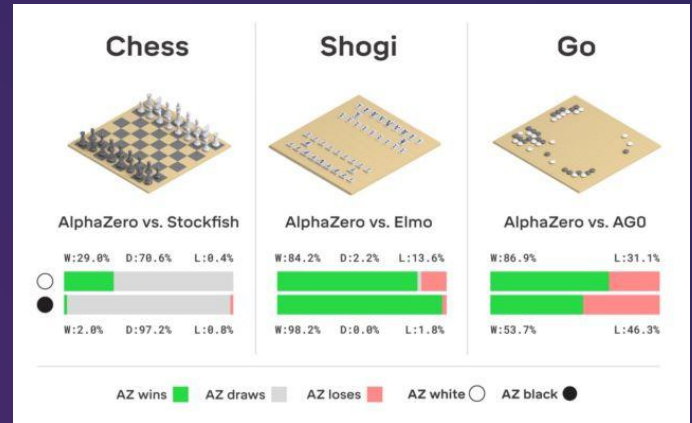 Chess
Shogi
Go
AlphaZero vs. Stockfish
AlphaZero vs. Elmo
AlphaZero vs. AG0
W:29.0% D:70.6% L:0.4%
W:84.2% D:2.2% L:13.6%
W:86.9% L:31.1%
W:2.0% D:97.2% L:0.8%
W:98.2% D:0.0% L:1.8%
W:53.7% L:46.3%
AZ wins AZ draws AZ loses AZ white AZ black